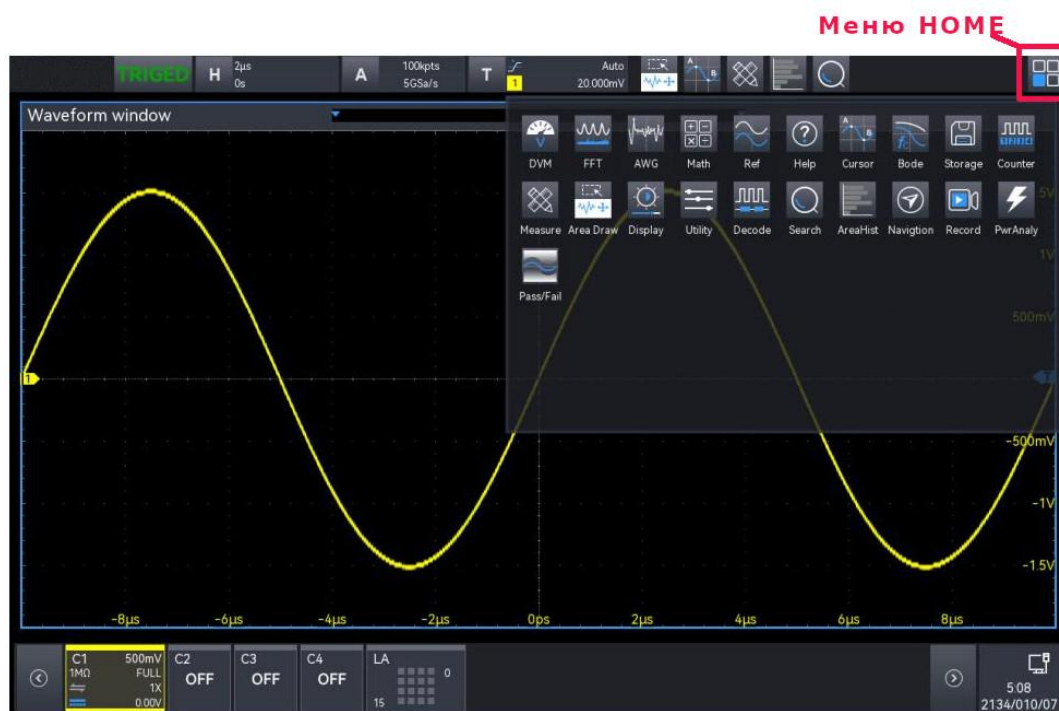 Меню HOME
TRIGED H 2µs 0s A 100kpts 5GSa/s T 1 Auto 20.000mV
Waveform window
DVM FFT AWG Math Ref Help Cursor Bode Storage Counter
Measure Area Draw Display Utility Decode Search AreaHist Navigtion Record PwrAnaly
Pass/Fail
5V
1V
500mV
1
T
-500mV
-1V
-1.5V
-8µs -6µs -4µs -2µs 0ps 2µs 4µs 6µs 8µs
C1 500mV C2 C3 C4 LA
1MΩ FULL OFF OFF OFF 0
1X
0.00V 15
5:08
2134/010/07